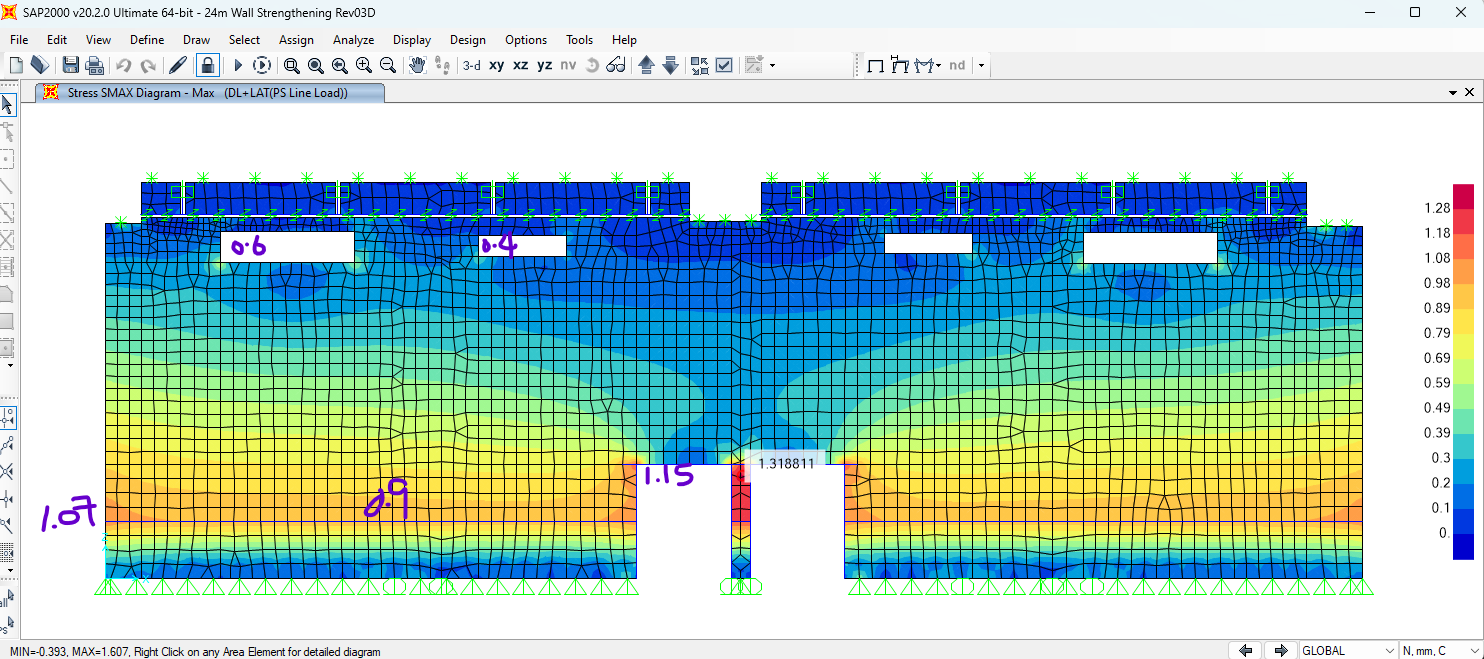 SAP2000 v20.2.0 Ultimate 64-bit - 24m Wall Strengthening Rev03D
File Edit View Define Draw Select Assign Analyze Display Design Options Tools Help
3-d xy xz yz nv nd
Stress SMAX Diagram - Max (DL+LAT(PS Line Load))
0.6
0.4
1.28
1.18
1.08
0.98
0.89
0.79
0.69
0.59
0.49
0.39
0.3
0.2
0.1
0.
1.318811
1.15
0.9
1.07
all
PS
MIN=-0.393, MAX=1.607, Right Click on any Area Element for detailed diagram
GLOBAL
N, mm, C